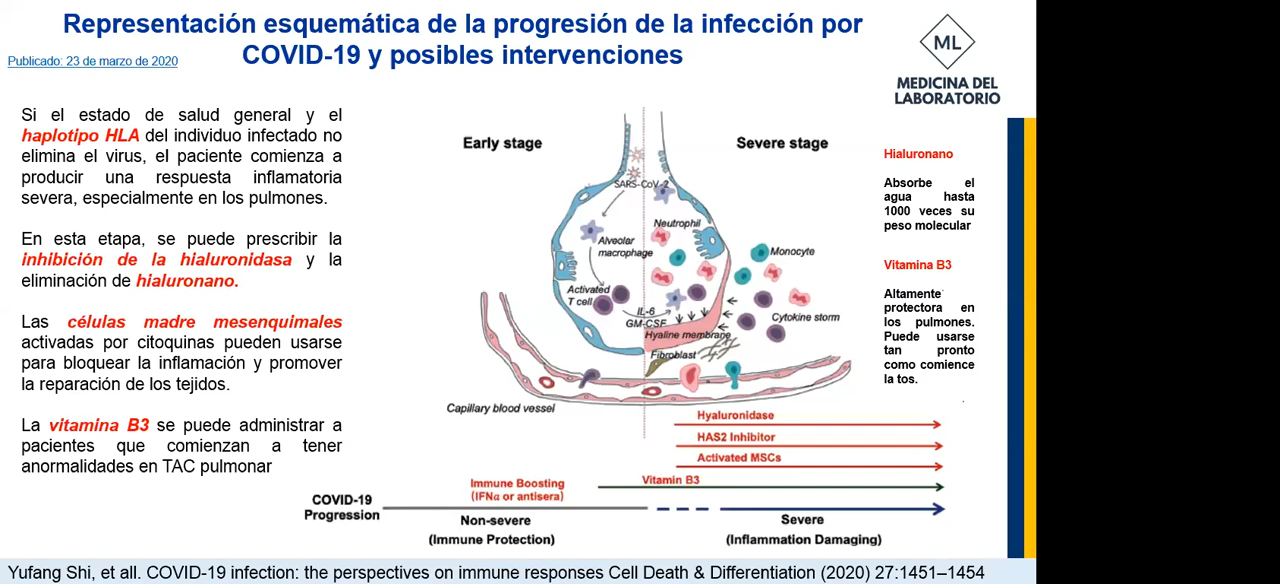 Representación esquemática de la progresión de la infección por
COVID-19 y posibles intervenciones
Publicado: 23 de marzo de 2020
ML
MEDICINA DEL
LABORATORIO
Si el estado de salud general y el
haplotipo HLA del individuo infectado no
elimina el virus, el paciente comienza a
producir una respuesta inflamatoria
severa, especialmente en los pulmones.
En esta etapa, se puede prescribir la
inhibición de la hialuronidasa y la
eliminación de hialuronano.
Las células madre mesenquimales
activadas por citoquinas pueden usarse
para bloquear la inflamación y promover
la reparación de los tejidos.
La vitamina B3 se puede administrar a
pacientes que comienzan a tener
anormalidades en TAC pulmonar
Early stage
Severe stage
SARS-CoV-2
Neutrophil
Alveolar
macrophage
Monocyte
Activated
T cell
IL-6
GM-CSF
Cytokine storm
Hyaline membrane
Fibroblast
Capillary blood vessel
Hialuronano
Absorbe el
agua hasta
1000 veces su
peso molecular
Vitamina B3
Altamente
protectora en
los pulmones.
Puede usarse
tan pronto
como comience
la tos.
Hyaluronidase
HAS2 Inhibitor
Activated MSCs
Vitamin B3
Immune Boosting
(IFNα or antisera)
COVID-19
Progression
Non-severe
(Immune Protection)
Severe
(Inflammation Damaging)
Yufang Shi, et all. COVID-19 infection: the perspectives on immune responses Cell Death & Differentiation (2020) 27:1451–1454